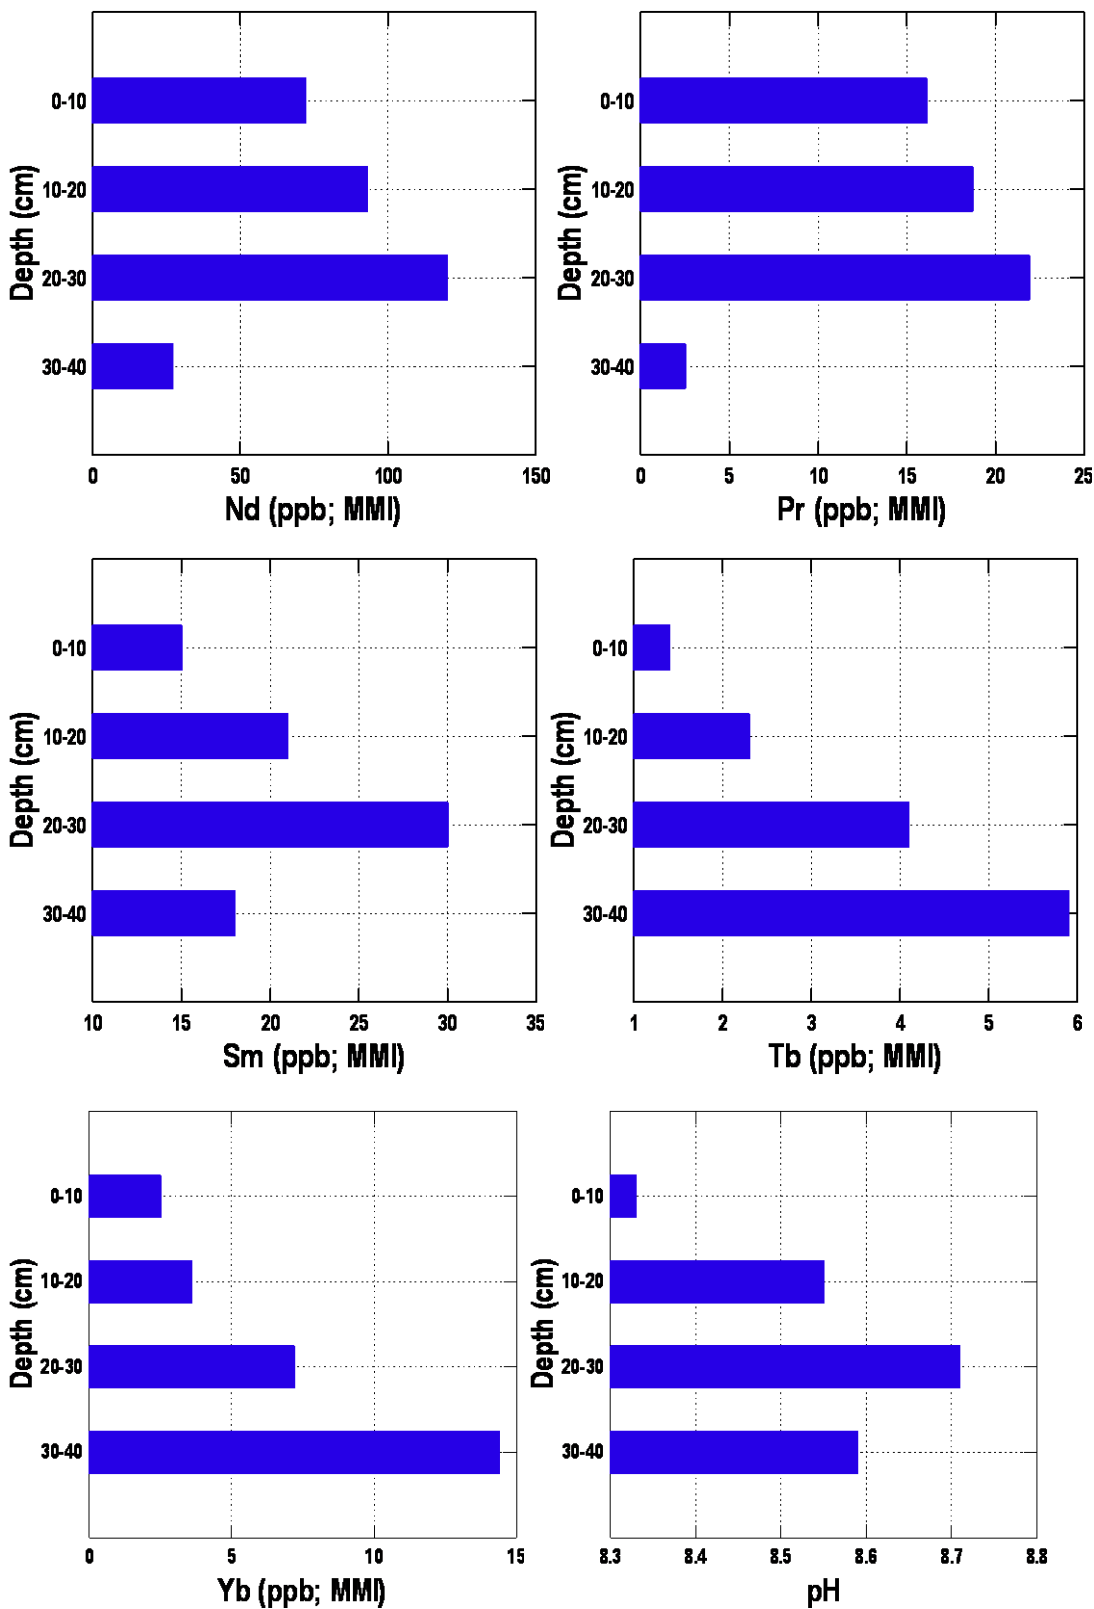 Depth (cm)
0-10
10-20
20-30
30-40
0 50 100 150
Nd (ppb; MMI)
Depth (cm)
0-10
10-20
20-30
30-40
0 5 10 15 20 25
Pr (ppb; MMI)
Depth (cm)
0-10
10-20
20-30
30-40
10 15 20 25 30 35
Sm (ppb; MMI)
Depth (cm)
0-10
10-20
20-30
30-40
1 2 3 4 5 6
Tb (ppb; MMI)
Depth (cm)
0-10
10-20
20-30
30-40
0 5 10 15
Yb (ppb; MMI)
Depth (cm)
0-10
10-20
20-30
30-40
8.3 8.4 8.5 8.6 8.7 8.8
pH